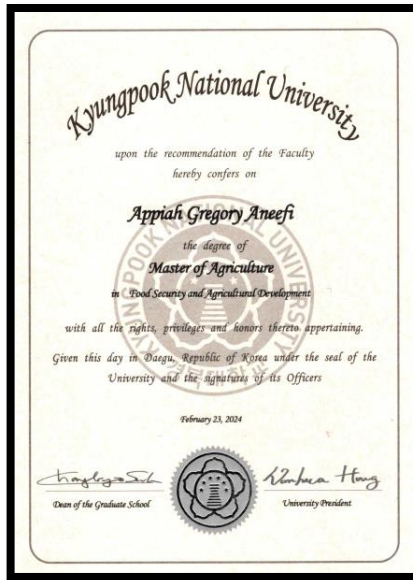 Kyungpook National University
upon the recommendation of the Faculty
hereby confers on
Appiah Gregory Aneefi
the degree of
Master of Agriculture
in Food Security and Agricultural Development
with all the rights, privileges and honors thereto appertaining.
Given this day in Daegu, Republic of Korea under the seal of the
University and the signatures of its Officers
February 23, 2024
Dean of the Graduate School
University President
KYUNGPOOK NATIONAL UNIVERSITY